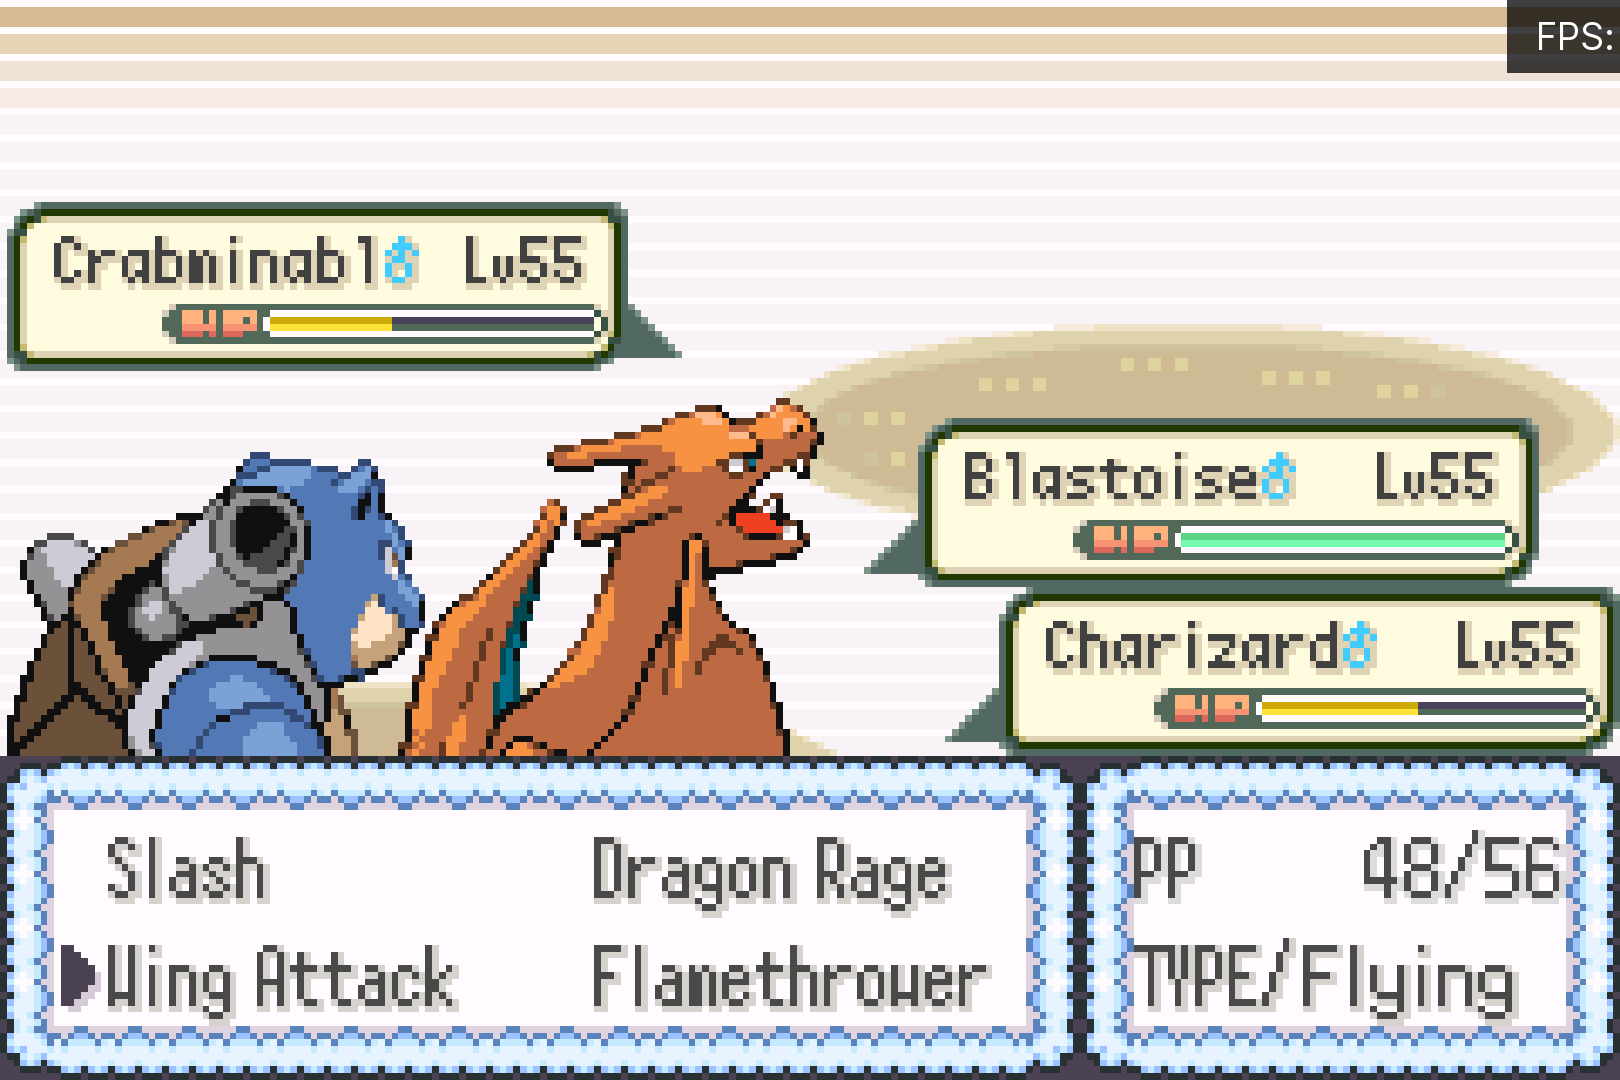 FPS:
Crabminabl♂ Lv55
HP
Blastoise♂ Lv55
HP
Charizard♂ Lv55
HP
Slash Dragon Rage
Wing Attack Flamethrower
PP 48/56
TYPE/Flying